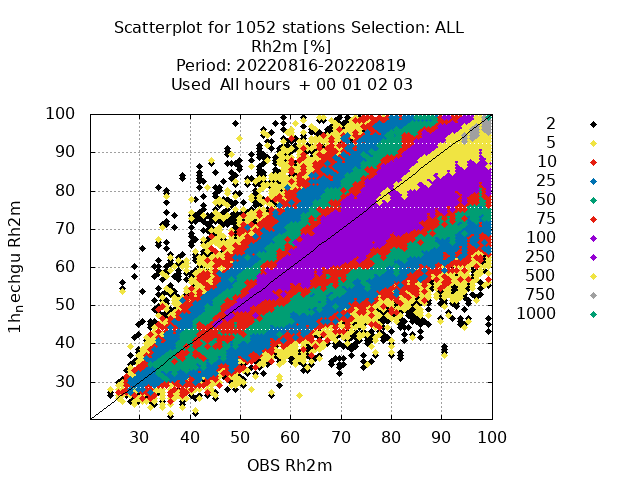 Scatterplot for 1052 stations Selection: ALL
Rh2m [%]
Period: 20220816-20220819
Used  All hours  + 00 01 02 03
100
90
80
70
60
50
40
30
30 40 50 60 70 80 90 100
1h_nechgu Rh2m
OBS Rh2m
2
5
10
25
50
75
100
250
500
750
1000